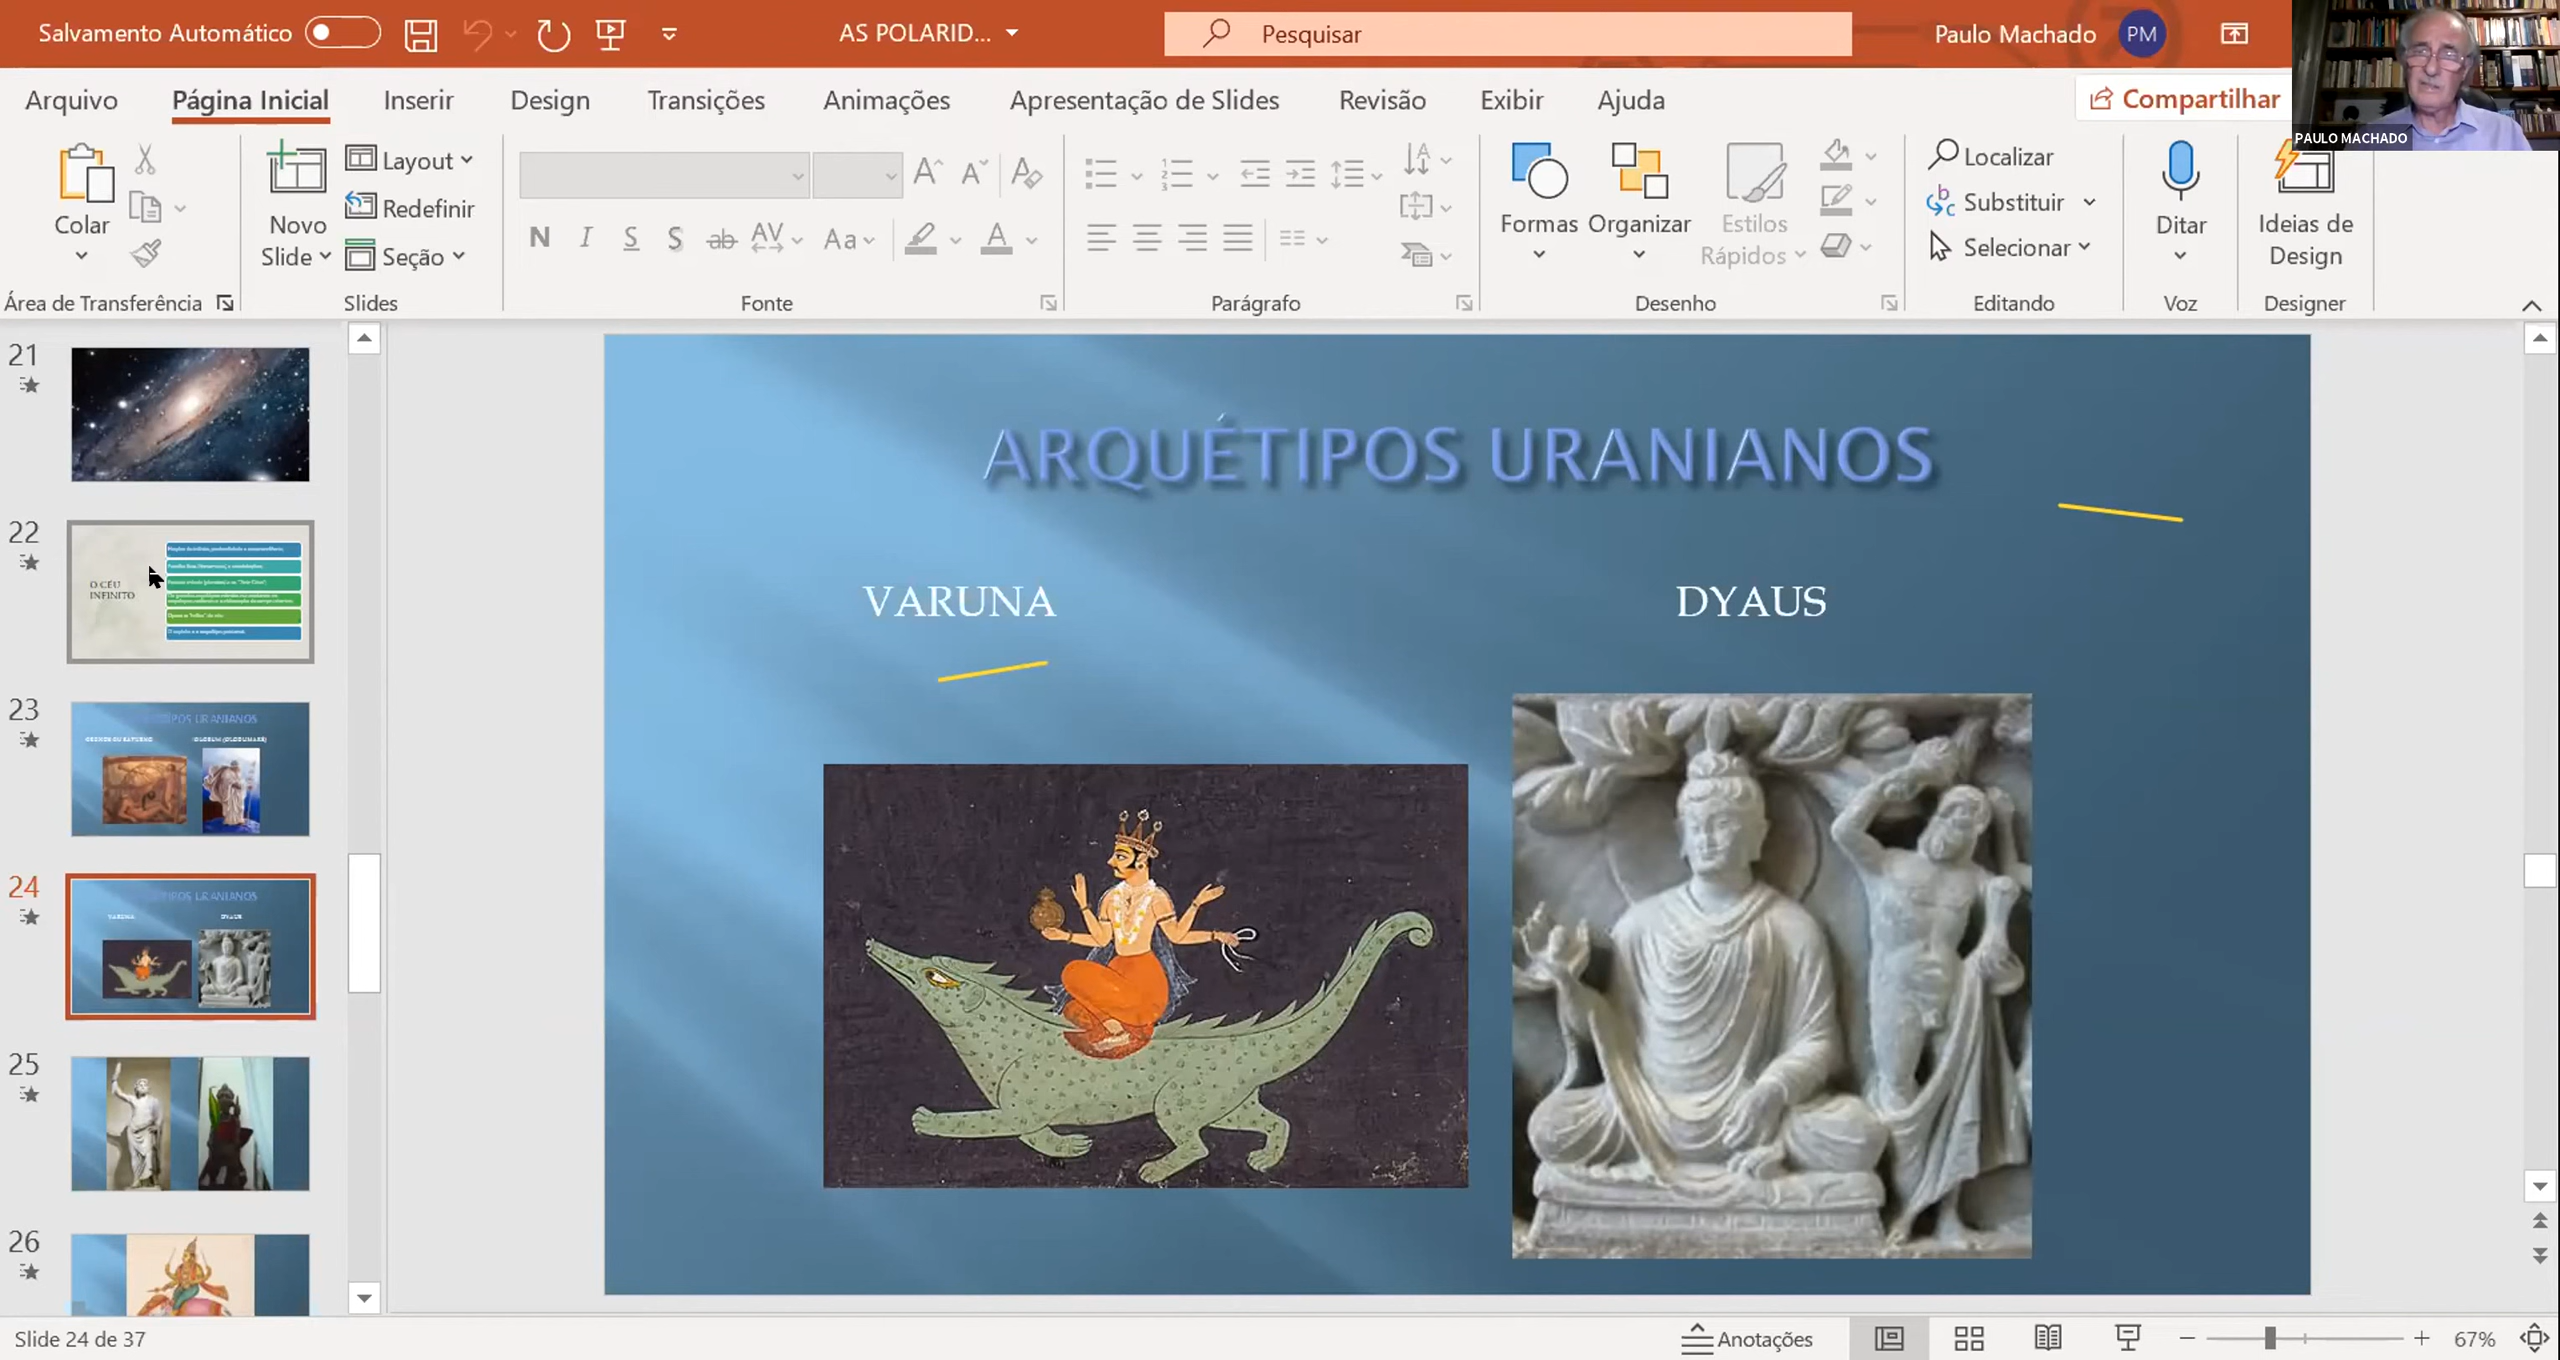 Salvamento Automático
AS POLARID...
Pesquisar
Paulo Machado
PM
PAULO MACHADO
Arquivo
Página Inicial
Inserir
Design
Transições
Animações
Apresentação de Slides
Revisão
Exibir
Ajuda
Compartilhar
Colar
Novo
Slide
Layout
Redefinir
Seção
N I S S ab AV Aa A
Formas
Organizar
Estilos
Rápidos
Localizar
Substituir
Selecionar
Ditar
Ideias de
Design
Área de Transferência
Slides
Fonte
Parágrafo
Desenho
Editando
Voz
Designer
21
22
O CÉU
INFINITO
23
24
25
26
ARQUÉTIPOS URANIANOS
VARUNA
DYAUS
Slide 24 de 37
Anotações
67%